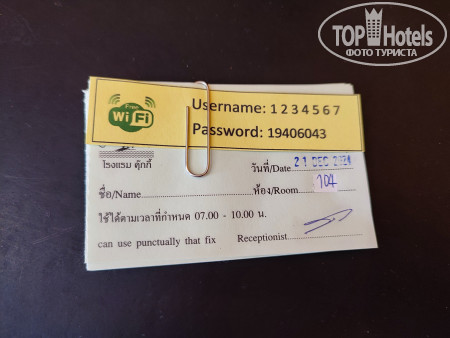 TOP Hotels
ФОТО ТУРИСТА
Free
WiFi
Username: 1234567
Password: 19406043
โรงแรม ตุ๊กกี้
วันที่/Date 21 DEC 2024
ชื่อ/Name ห้อง/Room 104
ใช้ได้ตามเวลาที่กำหนด 07.00 - 10.00 น.
can use punctually that fix Receptionist